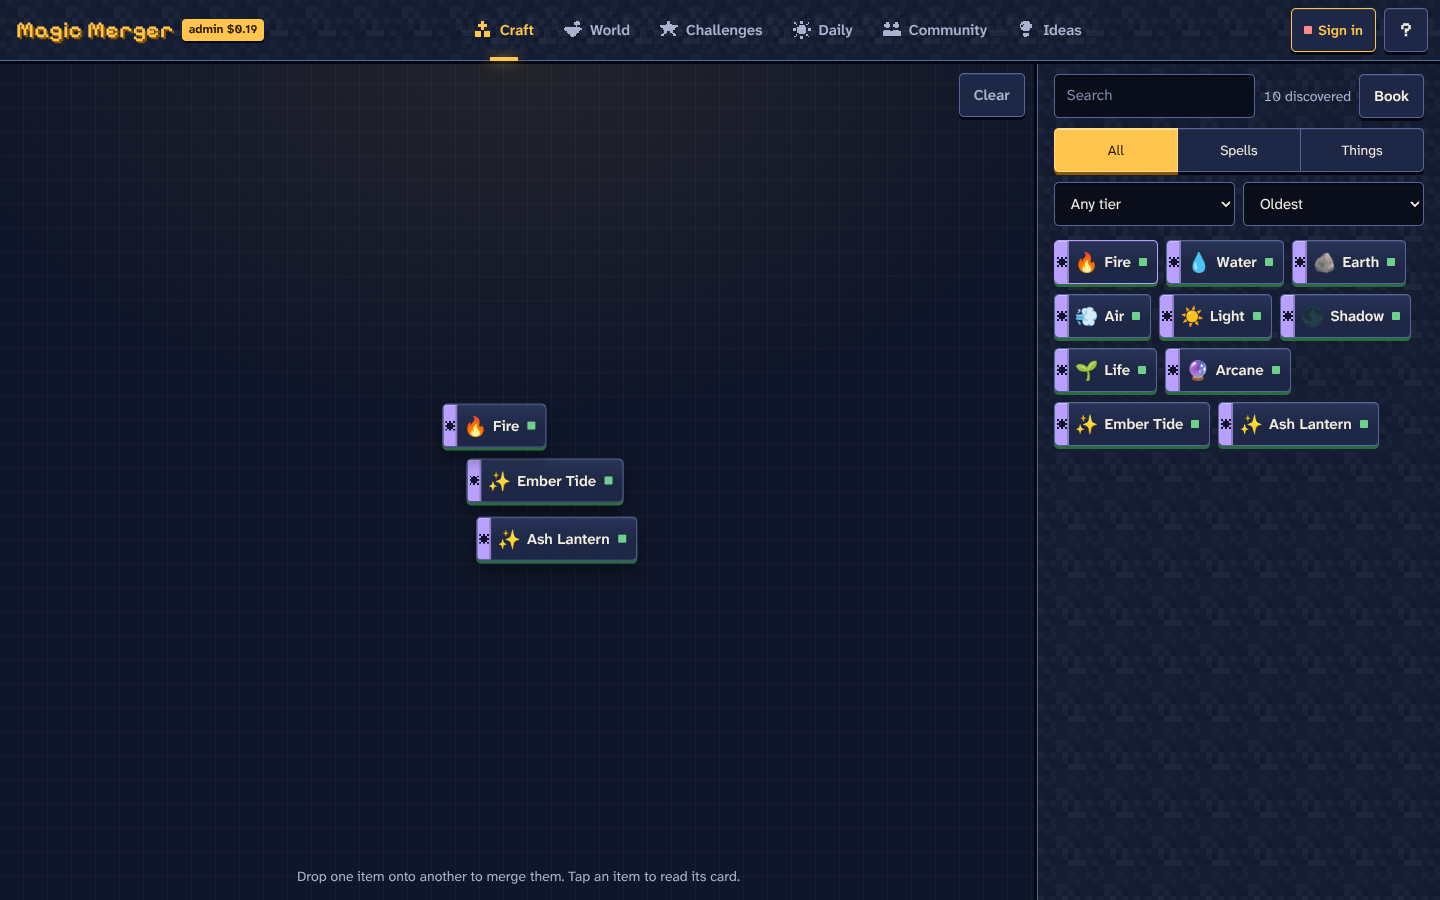 Magic Merger
admin $0.19
Craft
World
Challenges
Daily
Community
Ideas
Sign in
?
Clear
Search
10 discovered
Book
All
Spells
Things
Any tier
Oldest
Fire
Water
Earth
Air
Light
Shadow
Life
Arcane
Ember Tide
Ash Lantern
Fire
Ember Tide
Ash Lantern
Drop one item onto another to merge them. Tap an item to read its card.